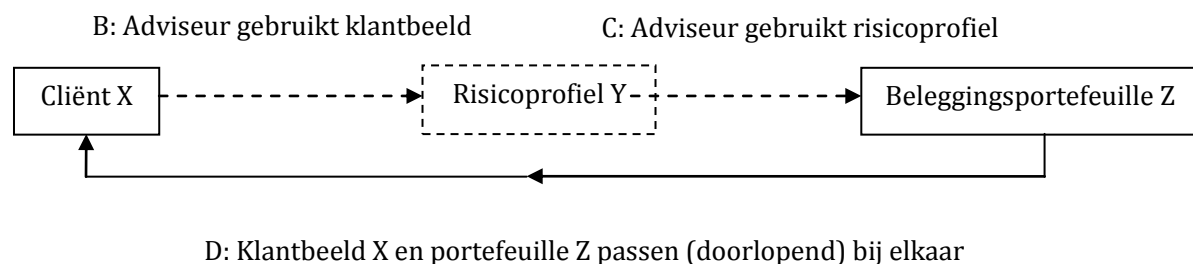 B: Adviseur gebruikt klantbeeld
C: Adviseur gebruikt risicoprofiel
Cliënt X
Risicoprofiel Y
Beleggingsportefeuille Z
D: Klantbeeld X en portefeuille Z passen (doorlopend) bij elkaar